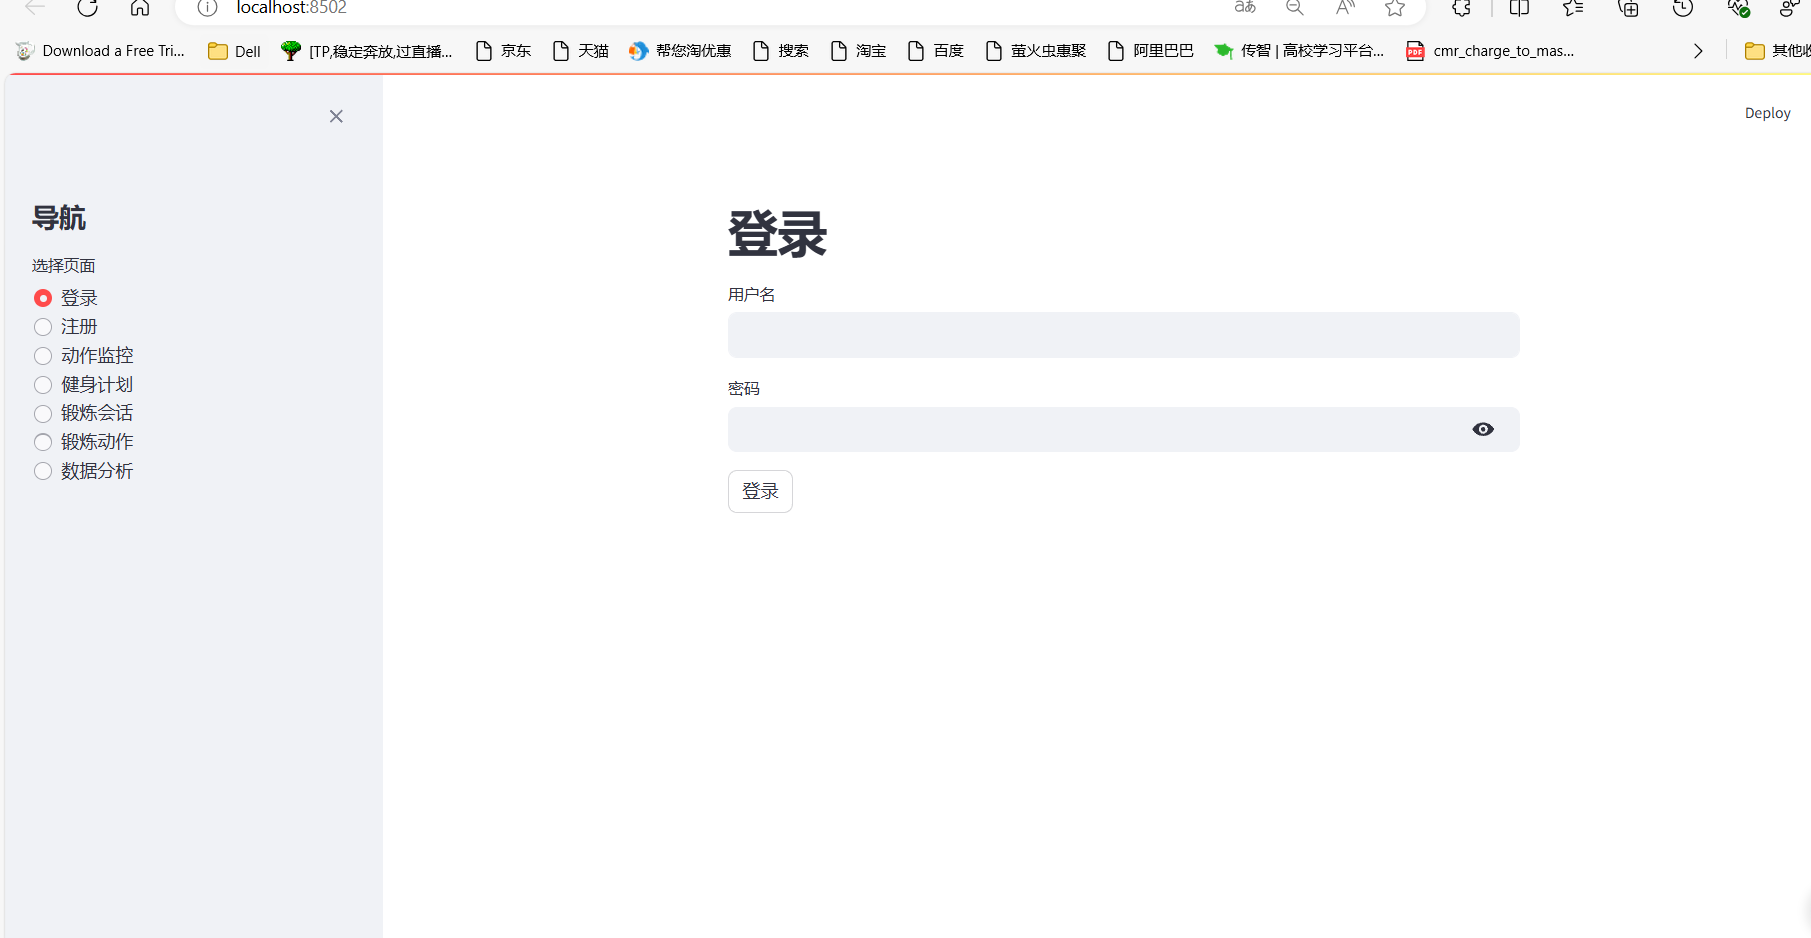 localhost:8502
Download a Free Tri... Dell [TP,稳定奔放,过直播... 京东 天猫 帮您淘优惠 搜索 淘宝 百度 萤火虫惠聚 阿里巴巴 传智 | 高校学习平台... cmr_charge_to_mas... 其他收
Deploy
导航
选择页面
登录
注册
动作监控
健身计划
锻炼会话
锻炼动作
数据分析
登录
用户名
密码
登录